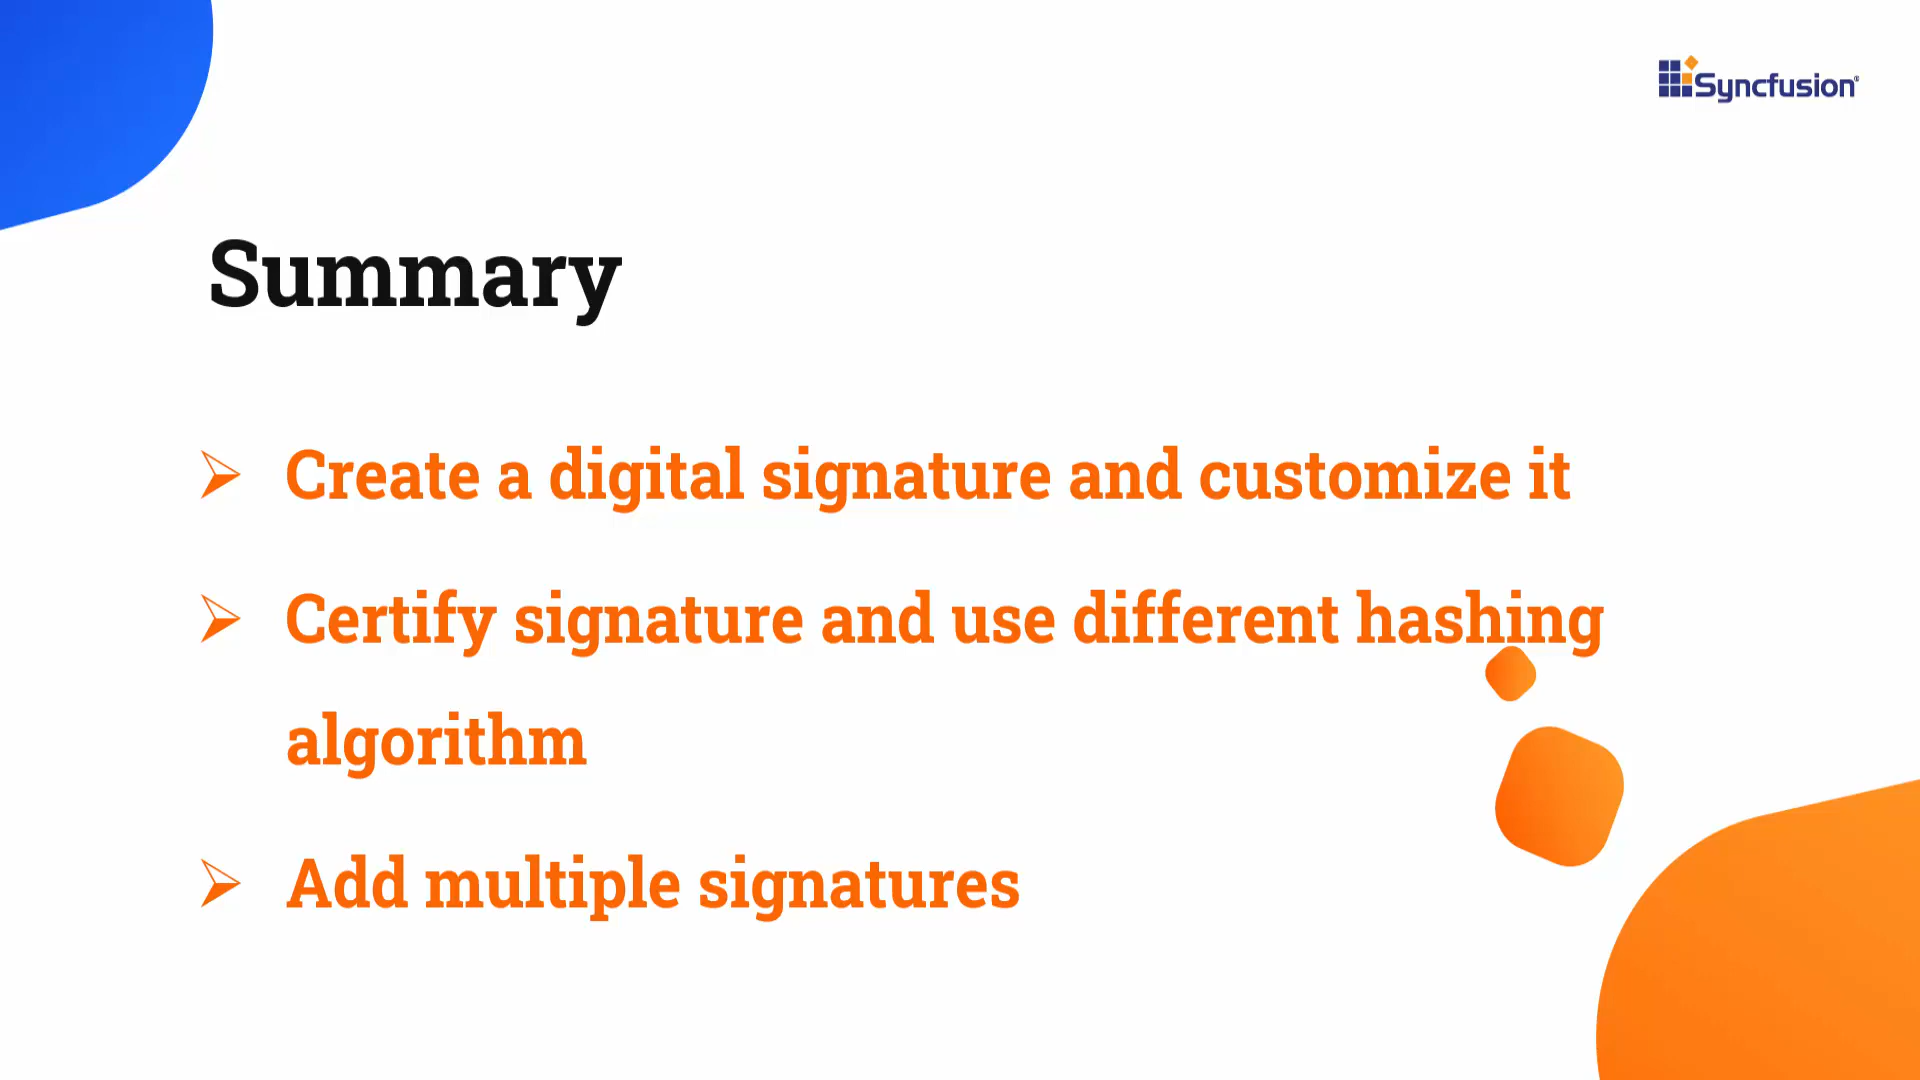 Syncfusion®
Summary
➢ Create a digital signature and customize it
➢ Certify signature and use different hashing
algorithm
➢ Add multiple signatures